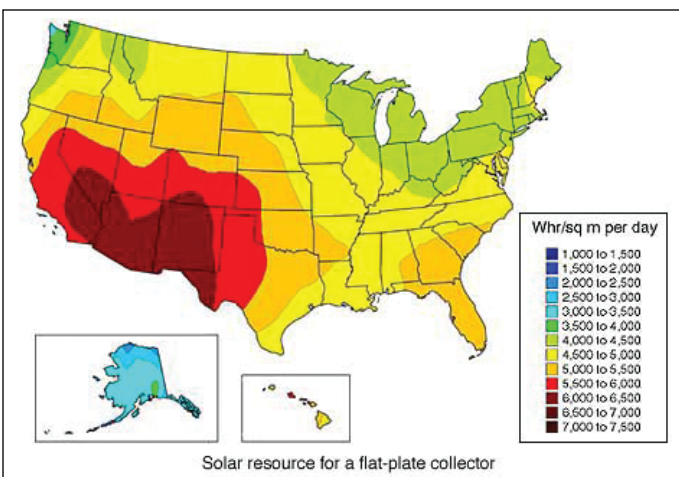 Whr/sq m per day
1,000 to 1,500
1,500 to 2,000
2,000 to 2,500
2,500 to 3,000
3,000 to 3,500
3,500 to 4,000
4,000 to 4,500
4,500 to 5,000
5,000 to 5,500
5,500 to 6,000
6,000 to 6,500
6,500 to 7,000
7,000 to 7,500
Solar resource for a flat-plate collector